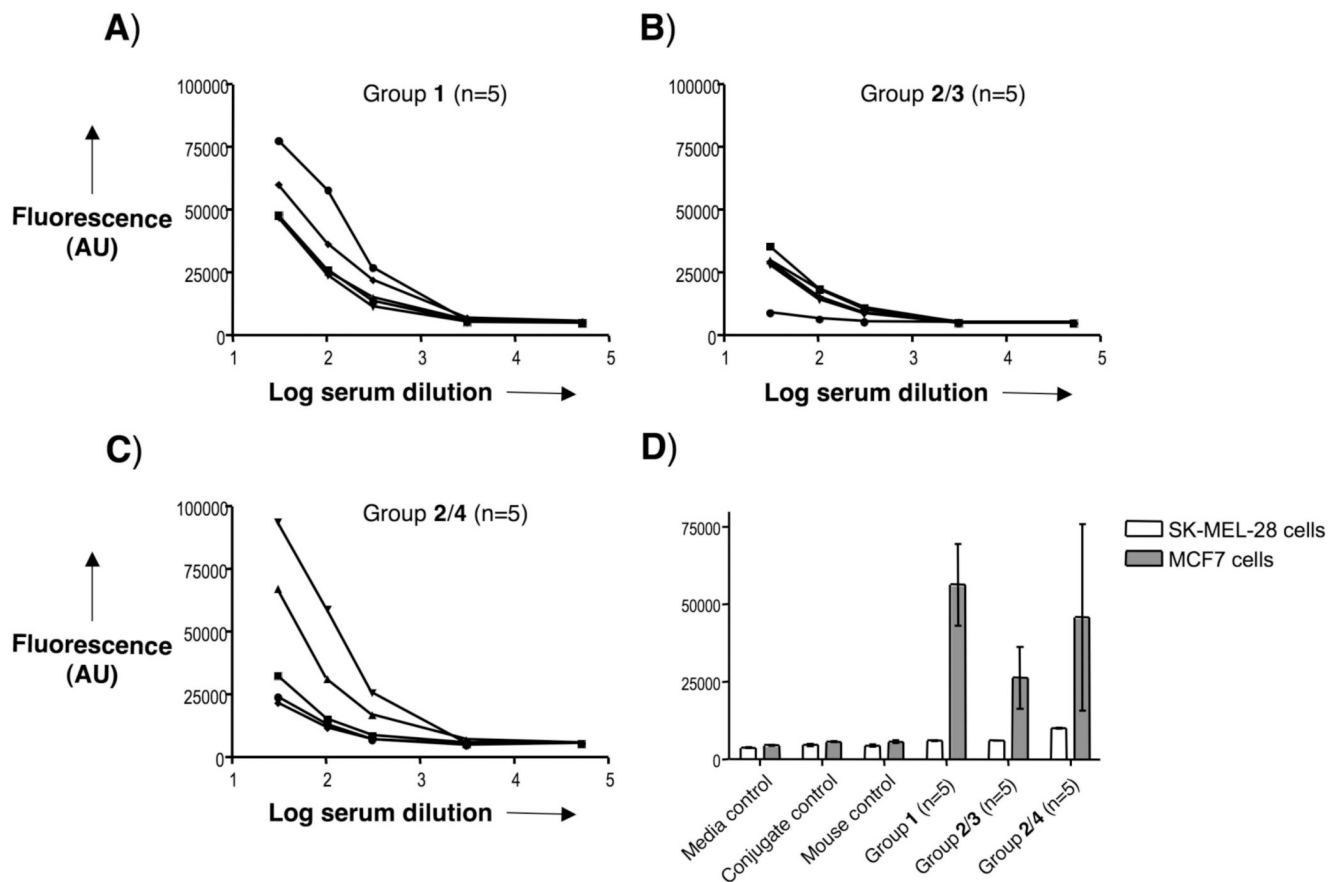 A)
Group 1 (n=5)
100000
75000
50000
25000
0
1 2 3 4 5
Fluorescence
(AU)
Log serum dilution
B)
Group 2/3 (n=5)
100000
75000
50000
25000
0
1 2 3 4 5
Log serum dilution
C)
Group 2/4 (n=5)
100000
75000
50000
25000
0
1 2 3 4 5
Fluorescence
(AU)
Log serum dilution
D)
75000
50000
25000
0
SK-MEL-28 cells
MCF7 cells
Media control
Conjugate control
Mouse control
Group 1 (n=5)
Group 2/3 (n=5)
Group 2/4 (n=5)